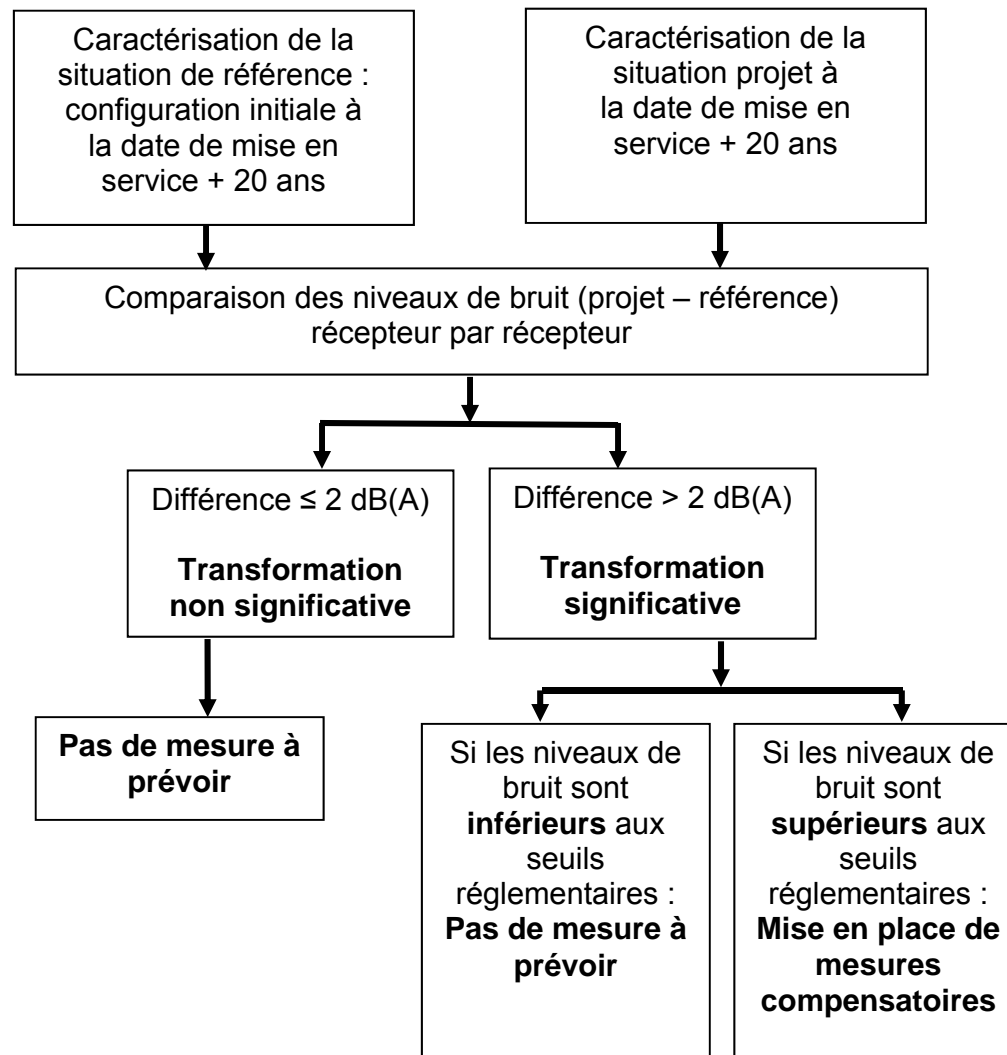 Caractérisation de la
situation de référence :
configuration initiale à
la date de mise en
service + 20 ans
Caractérisation de la
situation projet à
la date de mise en
service + 20 ans
Comparaison des niveaux de bruit (projet – référence)
récepteur par récepteur
Différence ≤ 2 dB(A)
Transformation
non significative
Différence > 2 dB(A)
Transformation
significative
Pas de mesure à
prévoir
Si les niveaux de
bruit sont
inférieurs aux
seuils
réglementaires :
Pas de mesure à
prévoir
Si les niveaux de
bruit sont
supérieurs aux
seuils
réglementaires :
Mise en place de
mesures
compensatoires